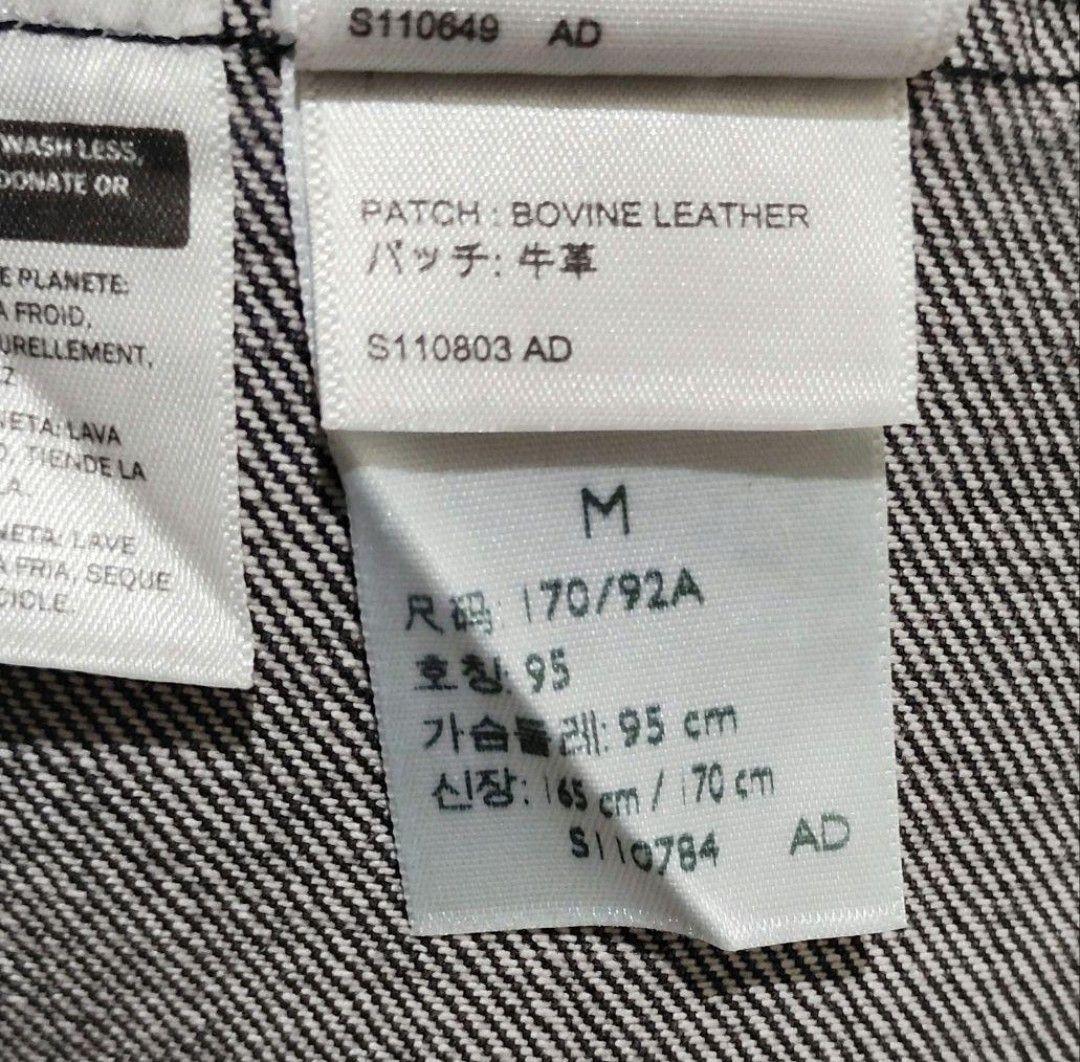 S110649 AD
WASH LESS,
DONATE OR
E PLANETE:
A FROID,
URELLEMENT,
Z
NETA: LAVA
TIENDE LA
LA.
NETA: LAVE
A FRIA, SEQUE
CICLE.
PATCH : BOVINE LEATHER
パッチ: 牛革
S110803 AD
M
尺码: 170/92A
호칭: 95
가슴둘레: 95 cm
신장: 165 cm / 170 cm
S110784 AD